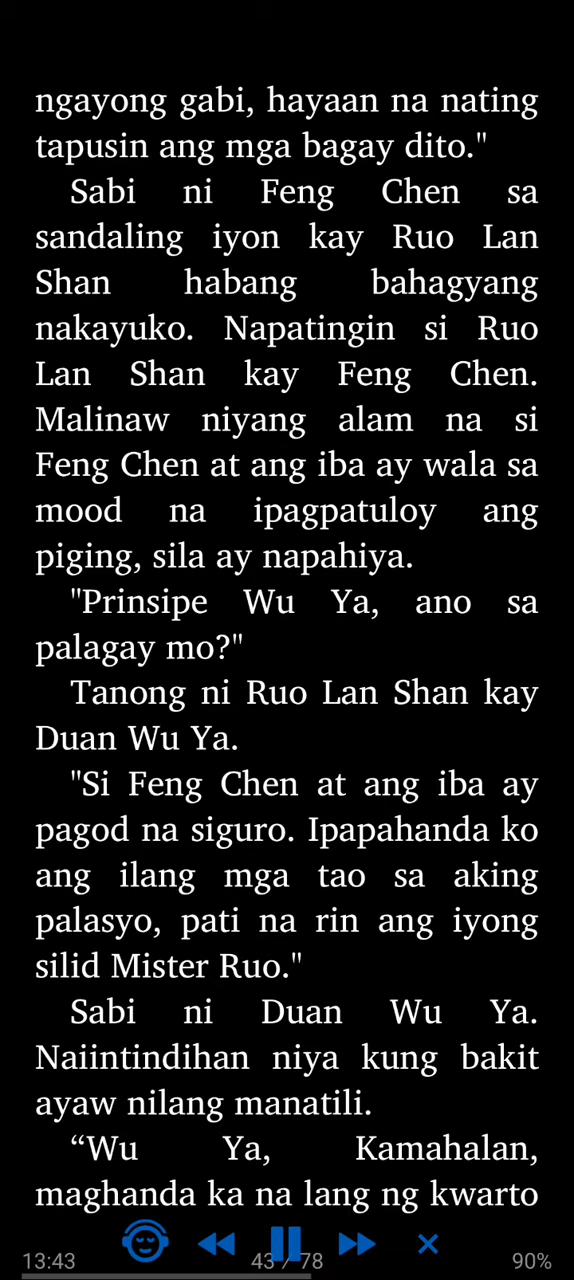 ngayong gabi, hayaan na nating
tapusin ang mga bagay dito."
Sabi ni Feng Chen sa
sandaling iyon kay Ruo Lan
Shan habang bahagyang
nakayuko. Napatingin si Ruo
Lan Shan kay Feng Chen.
Malinaw niyang alam na si
Feng Chen at ang iba ay wala sa
mood na ipagpatuloy ang
piging, sila ay napahiya.
"Prinsipe Wu Ya, ano sa
palagay mo?"
Tanong ni Ruo Lan Shan kay
Duan Wu Ya.
"Si Feng Chen at ang iba ay
pagod na siguro. Ipapahanda ko
ang ilang mga tao sa aking
palasyo, pati na rin ang iyong
silid Mister Ruo."
Sabi ni Duan Wu Ya.
Naiintindihan niya kung bakit
ayaw nilang manatili.
“Wu Ya, Kamahalan,
maghanda ka na lang ng kwarto
13:43 43 / 78 90%